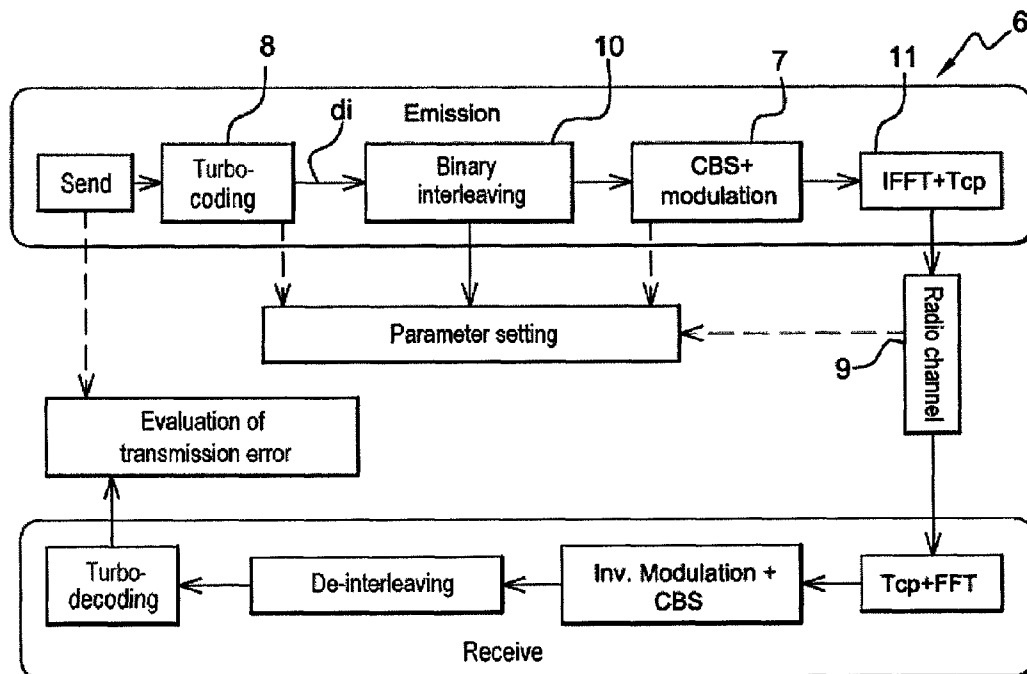 6
8
10
7
11
di
Emission
Send
Turbo-
coding
Binary
interleaving
CBS+
modulation
IFFT+Tcp
Parameter setting
Radio channel
9
Evaluation of
transmission error
Turbo-
decoding
De-interleaving
Inv. Modulation +
CBS
Tcp+FFT
Receive